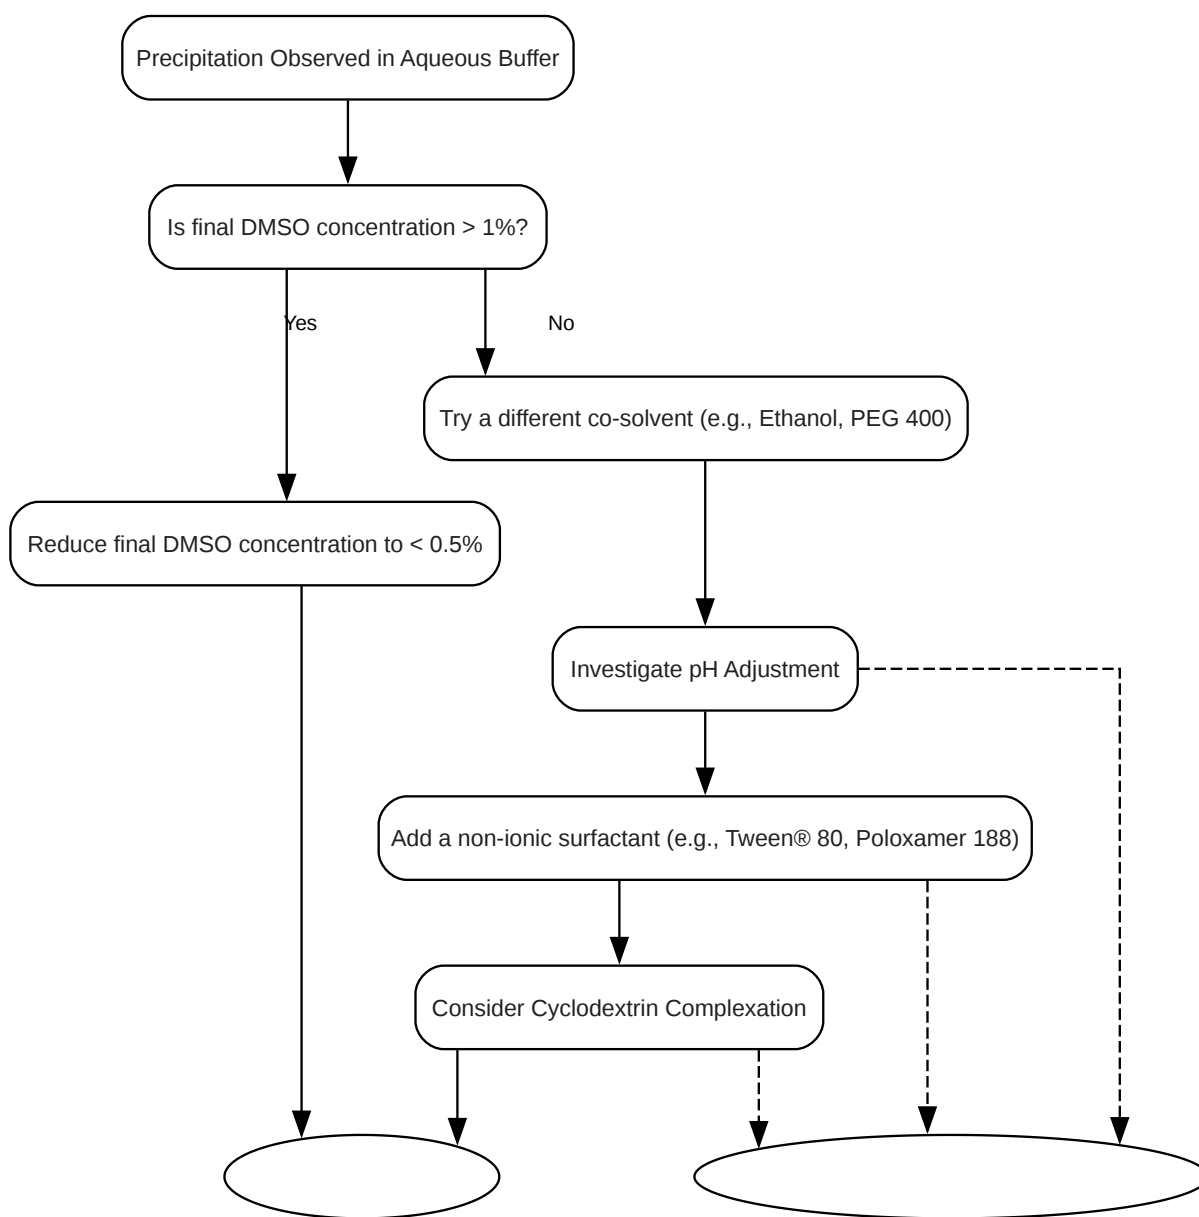 Precipitation Observed in Aqueous Buffer
Is final DMSO concentration > 1%?
Yes
No
Try a different co-solvent (e.g., Ethanol, PEG 400)
Reduce final DMSO concentration to < 0.5%
Investigate pH Adjustment
Add a non-ionic surfactant (e.g., Tween® 80, Poloxamer 188)
Consider Cyclodextrin Complexation